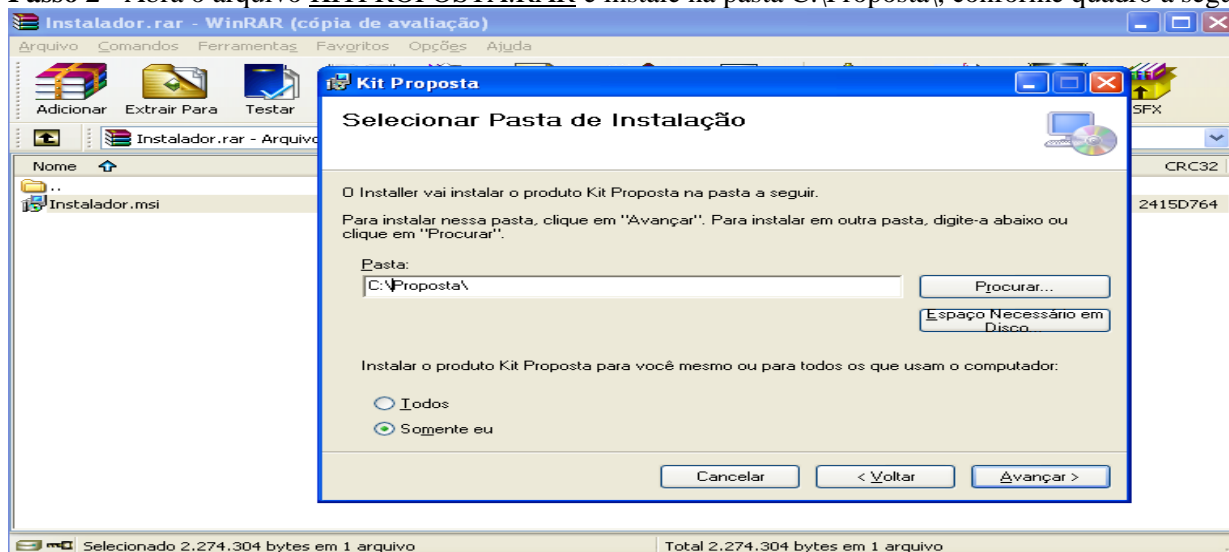 Abra o arquivo KITPROPOSTA.RAR e instale na pasta C:\Proposta\, conforme quadro a segu
Instalador.rar - WinRAR (cópia de avaliação)
Arquivo Comandos Ferramentas Favoritos Opções Ajuda
Adicionar Extrair Para Testar SFX
Instalador.rar - Arquivo
Nome CRC32
..
Instalador.msi 2415D764
Kit Proposta
Selecionar Pasta de Instalação
O Installer vai instalar o produto Kit Proposta na pasta a seguir.
Para instalar nessa pasta, clique em "Avançar". Para instalar em outra pasta, digite-a abaixo ou
clique em "Procurar".
Pasta:
C:\Proposta\
Procurar...
Espaço Necessário em
Disco...
Instalar o produto Kit Proposta para você mesmo ou para todos os que usam o computador:
Todos
Somente eu
Cancelar < Voltar Avançar >
Selecionado 2.274.304 bytes em 1 arquivo Total 2.274.304 bytes em 1 arquivo